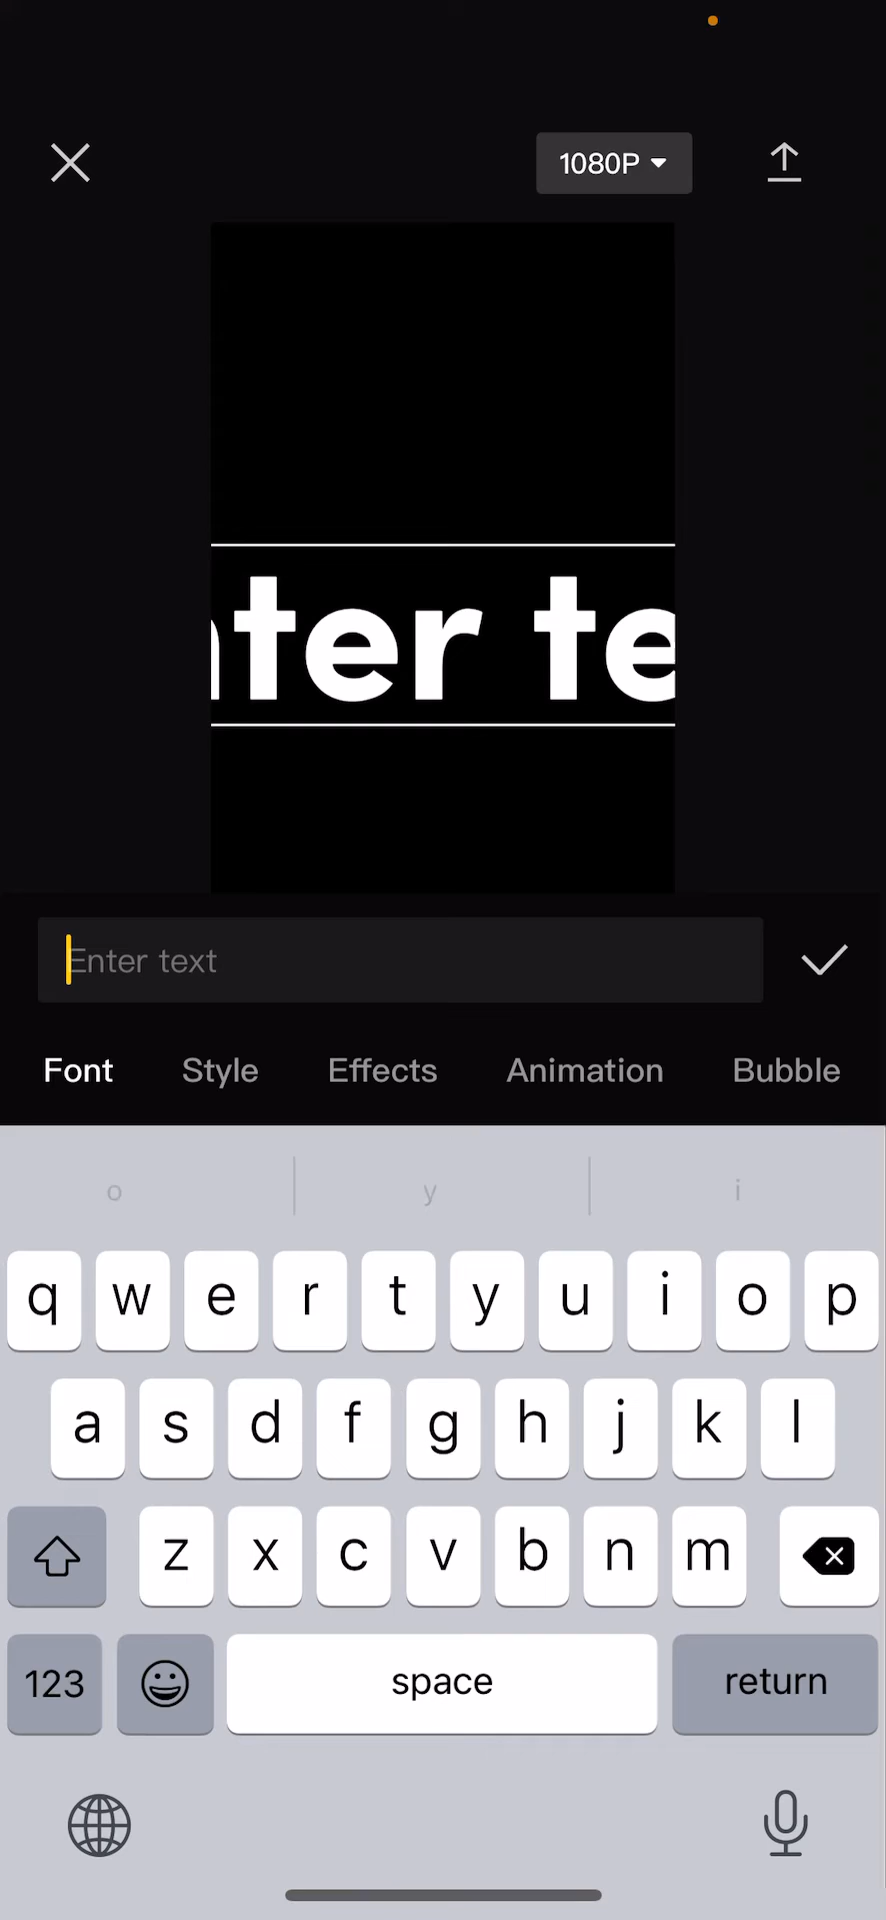 1080P
nter te
Enter text
Font Style Effects Animation Bubble
o y i
q w e r t y u i o p
a s d f g h j k l
z x c v b n m
123 space return